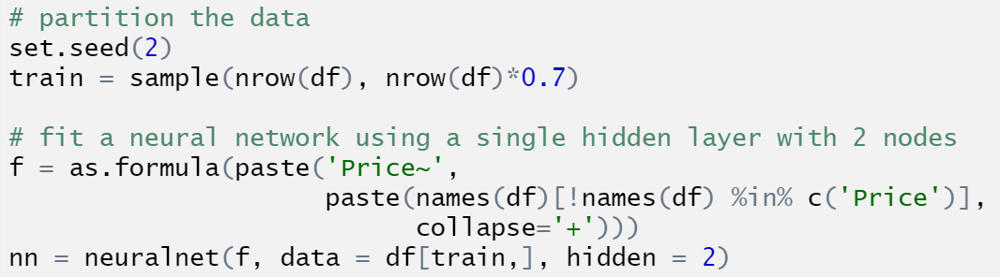 # partition the data
set.seed(2)
train = sample(nrow(df), nrow(df)*0.7)
# fit a neural network using a single hidden layer with 2 nodes
f = as.formula(paste('Price~',
paste(names(df)[!names(df) %in% c('Price')],
collapse='+')))
nn = neuralnet(f, data = df[train,], hidden = 2)